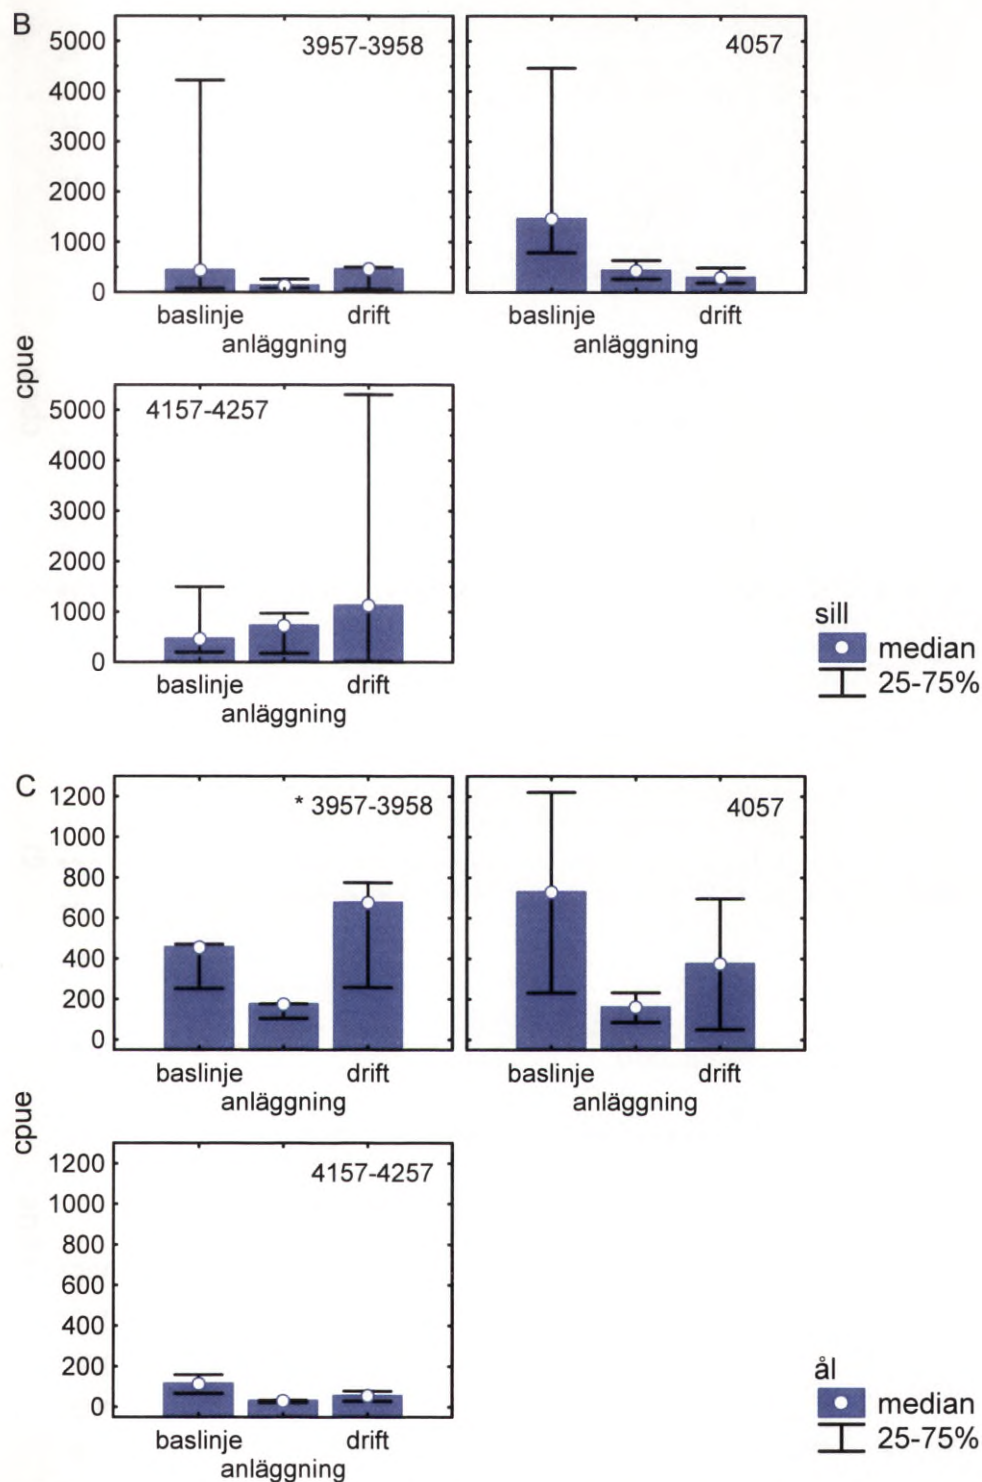 B
3957-3958
4057
5000
4000
3000
2000
1000
0
baslinje
drift
anläggning
baslinje
drift
anläggning
cpue
4157-4257
5000
4000
3000
2000
1000
0
baslinje
drift
anläggning
sill
median
25-75%
C
* 3957-3958
4057
1200
1000
800
600
400
200
0
baslinje
drift
anläggning
baslinje
drift
anläggning
cpue
4157-4257
1200
1000
800
600
400
200
0
baslinje
drift
anläggning
ål
median
25-75%